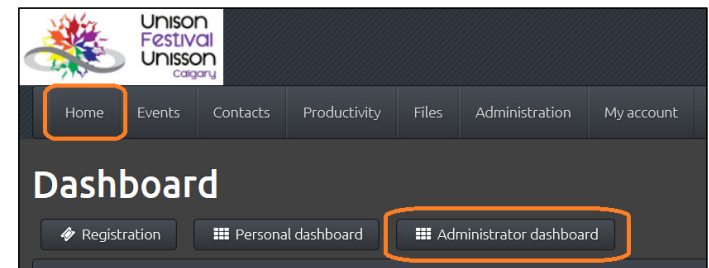 Unison
Festival
Unisson
Calgary
Home Events Contacts Productivity Files Administration My account
Dashboard
Registration Personal dashboard Administrator dashboard